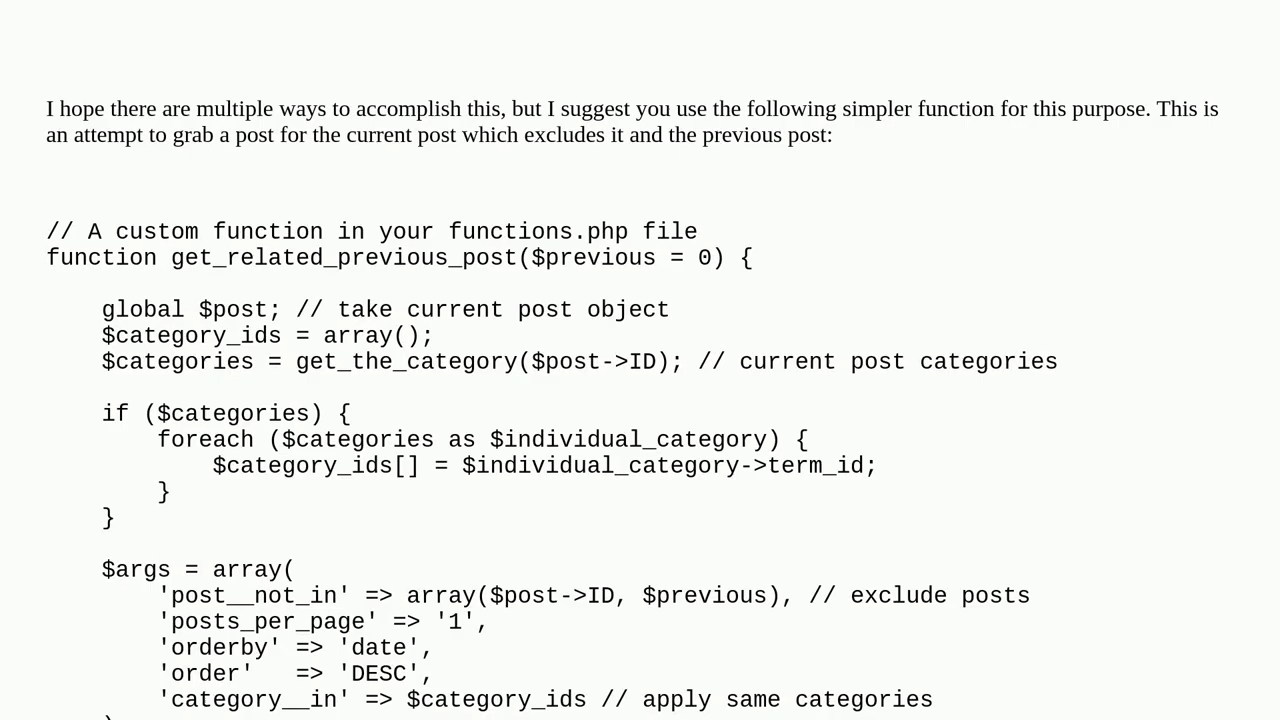 I hope there are multiple ways to accomplish this, but I suggest you use the following simpler function for this purpose. This is
an attempt to grab a post for the current post which excludes it and the previous post:
// A custom function in your functions.php file
function get_related_previous_post($previous = 0) {
    global $post; // take current post object
    $category_ids = array();
    $categories = get_the_category($post->ID); // current post categories
    if ($categories) {
        foreach ($categories as $individual_category) {
            $category_ids[] = $individual_category->term_id;
        }
    }
    $args = array(
        'post__not_in' => array($post->ID, $previous), // exclude posts
        'posts_per_page' => '1',
        'orderby' => 'date',
        'order'   => 'DESC',
        'category__in' => $category_ids // apply same categories